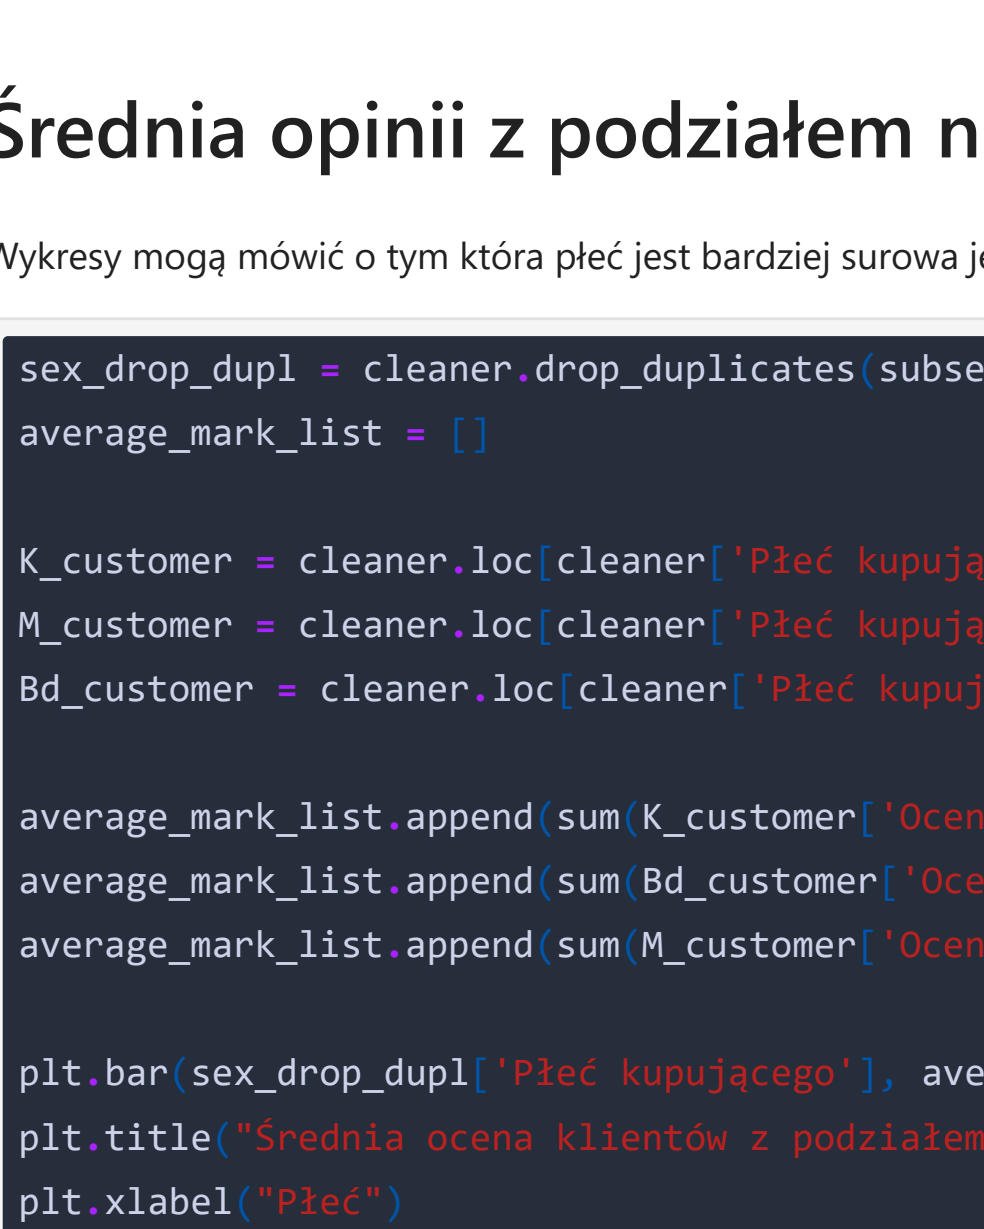 Średnia opinii z podziałem n
Wykresy mogą mówić o tym która płeć jest bardziej surowa je
sex_drop_dupl = cleaner.drop_duplicates(subse
average_mark_list = []
K_customer = cleaner.loc[cleaner['Płeć kupują
M_customer = cleaner.loc[cleaner['Płeć kupują
Bd_customer = cleaner.loc[cleaner['Płeć kupuj
average_mark_list.append(sum(K_customer['Ocen
average_mark_list.append(sum(Bd_customer['Oce
average_mark_list.append(sum(M_customer['Ocen
plt.bar(sex_drop_dupl['Płeć kupującego'], ave
plt.title("Średnia ocena klientów z podziałem
plt.xlabel("Płeć")